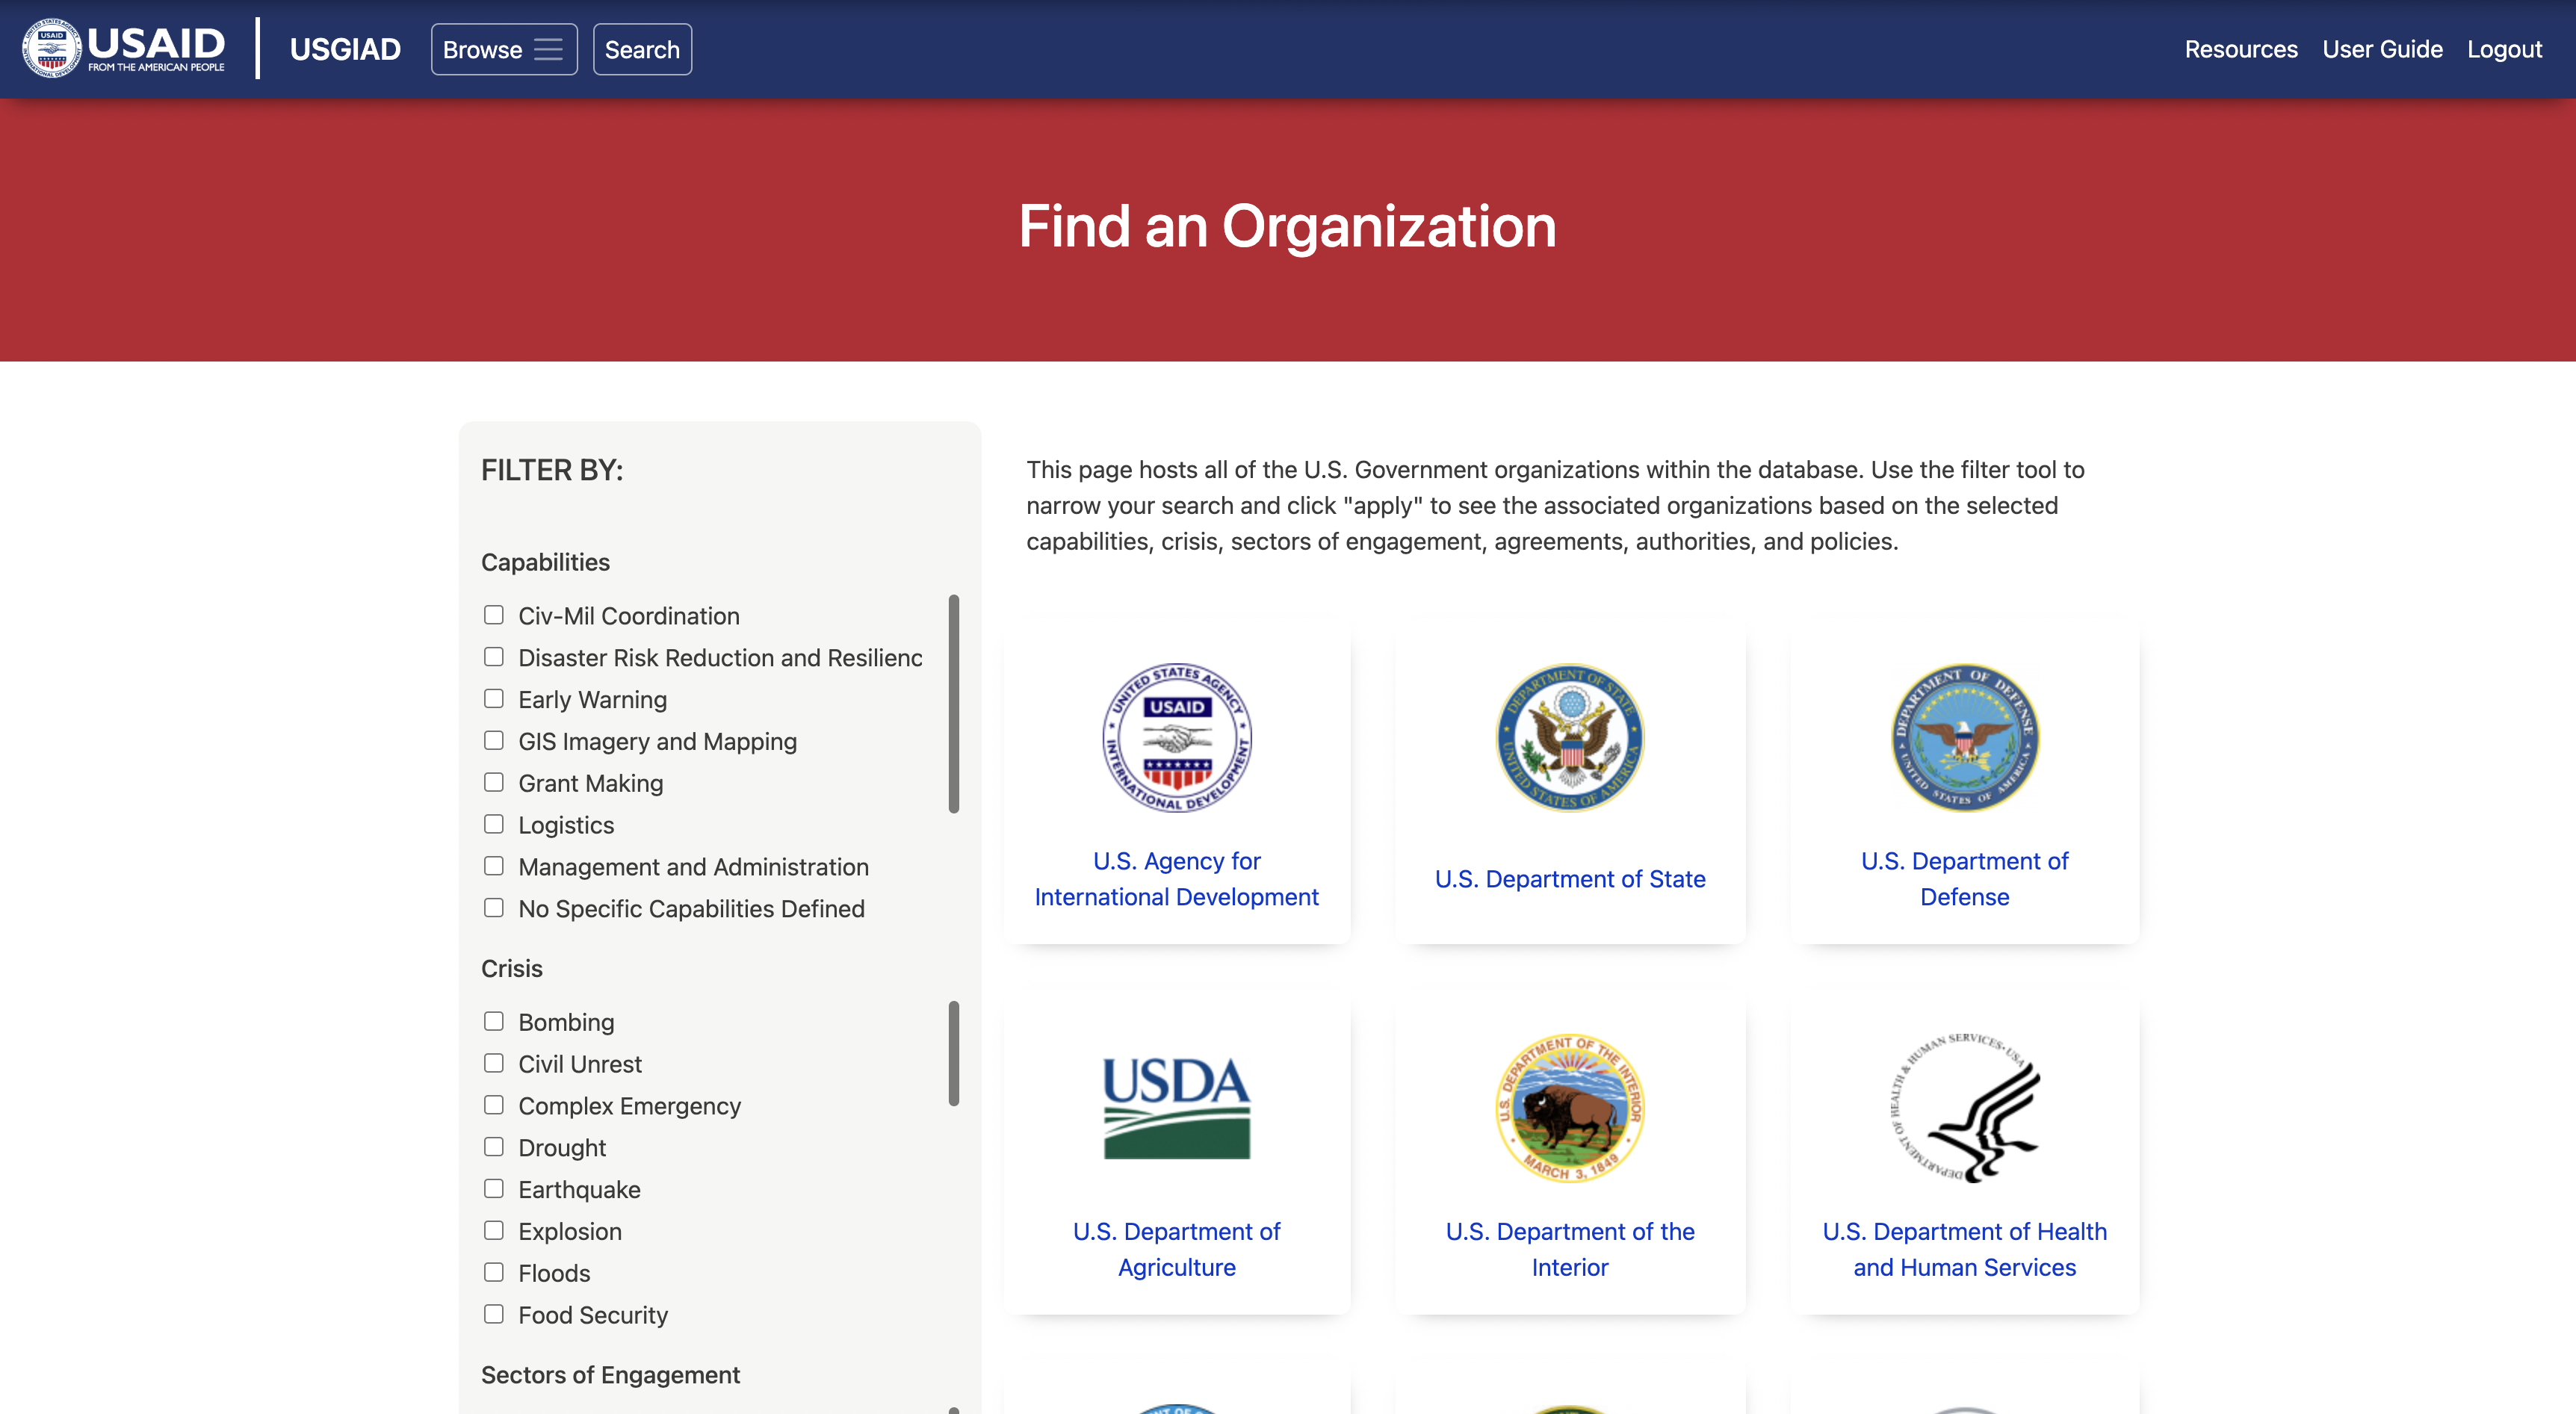 USAID
FROM THE AMERICAN PEOPLE
USGIAD
Browse
Search
Resources
User Guide
Logout
Find an Organization
FILTER BY:
Capabilities
Civ-Mil Coordination
Disaster Risk Reduction and Resilienc
Early Warning
GIS Imagery and Mapping
Grant Making
Logistics
Management and Administration
No Specific Capabilities Defined
Crisis
Bombing
Civil Unrest
Complex Emergency
Drought
Earthquake
Explosion
Floods
Food Security
Sectors of Engagement
This page hosts all of the U.S. Government organizations within the database. Use the filter tool to
narrow your search and click "apply" to see the associated organizations based on the selected
capabilities, crisis, sectors of engagement, agreements, authorities, and policies.
UNITED STATES AGENCY
USAID
INTERNATIONAL DEVELOPMENT
U.S. Agency for
International Development
DEPARTMENT OF STATE
UNITED STATES OF AMERICA
U.S. Department of State
DEPARTMENT OF DEFENSE
UNITED STATES OF AMERICA
U.S. Department of
Defense
USDA
U.S. Department of
Agriculture
U.S. DEPARTMENT OF THE INTERIOR
MARCH 3, 1849
U.S. Department of the
Interior
DEPARTMENT OF HEALTH & HUMAN SERVICES • USA
U.S. Department of Health
and Human Services